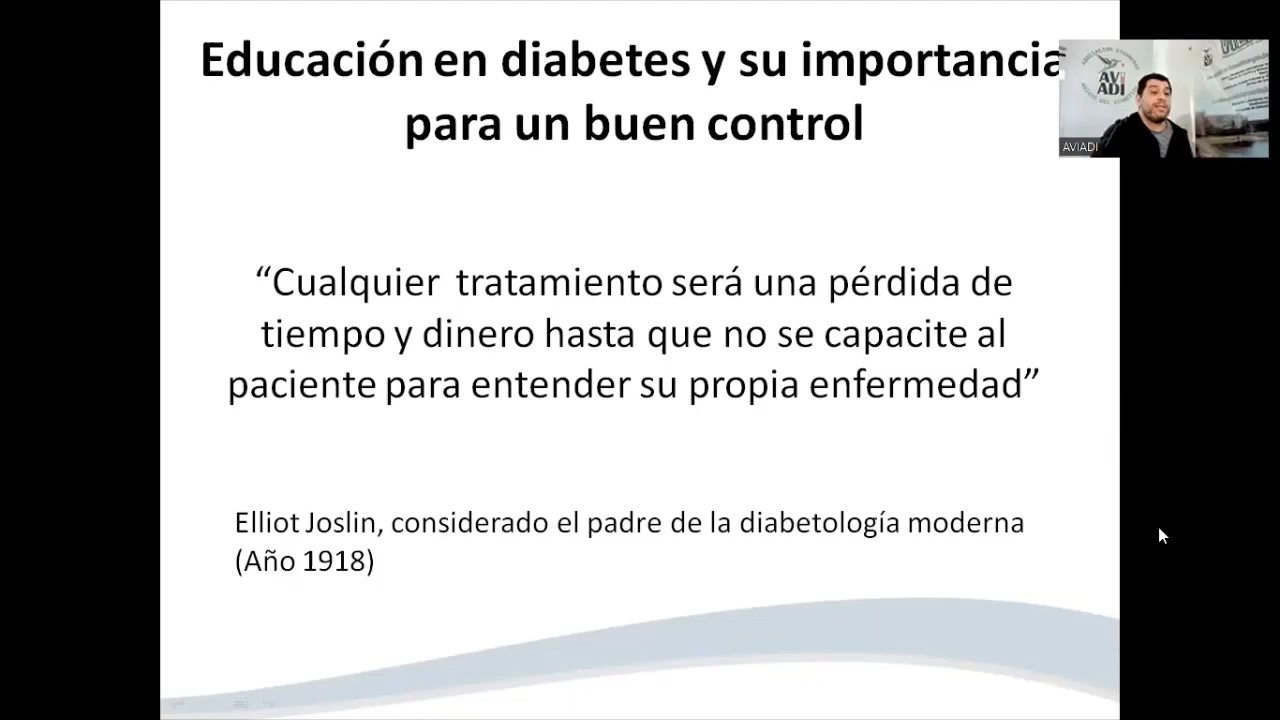 Educación en diabetes y su importancia
para un buen control
“Cualquier tratamiento será una pérdida de
tiempo y dinero hasta que no se capacite al
paciente para entender su propia enfermedad”
Elliot Joslin, considerado el padre de la diabetología moderna
(Año 1918)
AV
ADI
AVIADI